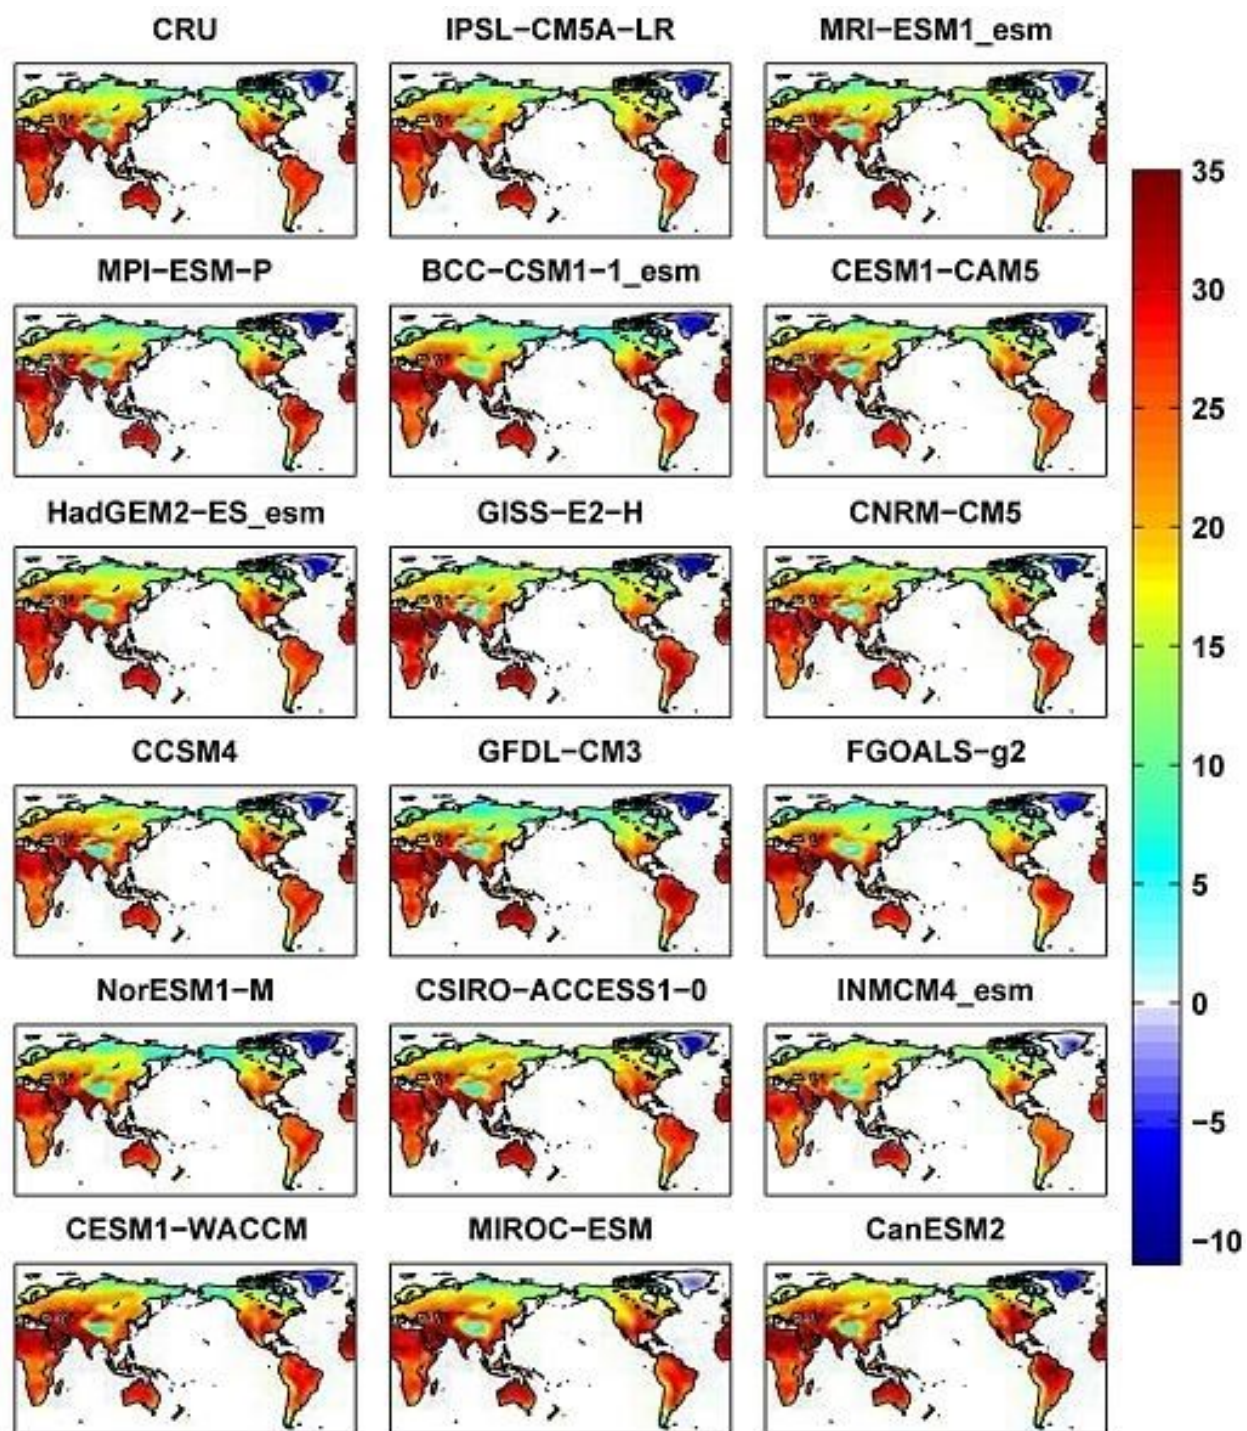 CRU IPSL−CM5A−LR MRI−ESM1_esm
MPI−ESM−P BCC−CSM1−1_esm CESM1−CAM5
HadGEM2−ES_esm GISS−E2−H CNRM−CM5
CCSM4 GFDL−CM3 FGOALS−g2
NorESM1−M CSIRO−ACCESS1−0 INMCM4_esm
CESM1−WACCM MIROC−ESM CanESM2
35
30
25
20
15
10
5
0
−5
−10